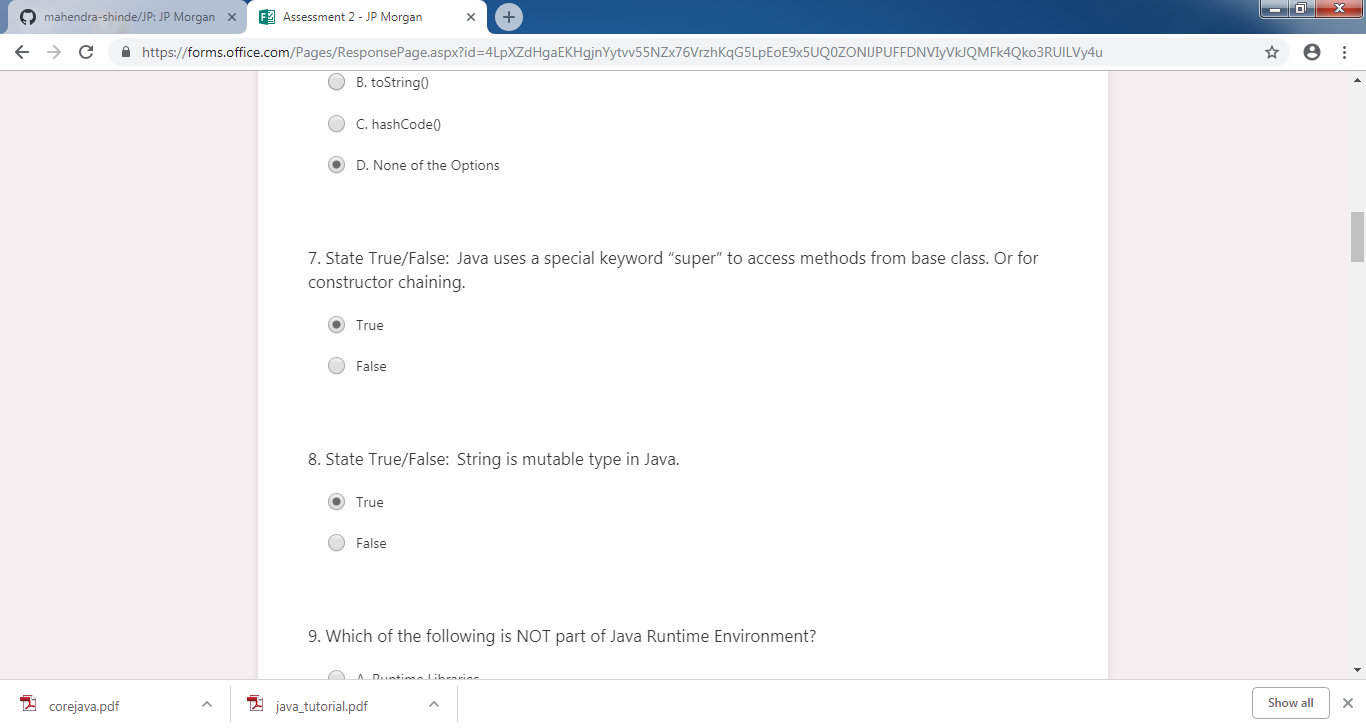 mahendra-shinde/JP: JP Morgan
Assessment 2 - JP Morgan
https://forms.office.com/Pages/ResponsePage.aspx?id=4LpXZdHgaEKHgjnYytvv55NZx76VrzhKqG5LpEoE9x5UQ0ZONlJPUFFDNVIyVkJQMFk4Qko3RUlLVy4u
B. toString()
C. hashCode()
D. None of the Options
7. State True/False:  Java uses a special keyword “super” to access methods from base class. Or for
constructor chaining.
True
False
8. State True/False:  String is mutable type in Java.
True
False
9. Which of the following is NOT part of Java Runtime Environment?
A. Runtime Libraries
corejava.pdf
java_tutorial.pdf
Show all